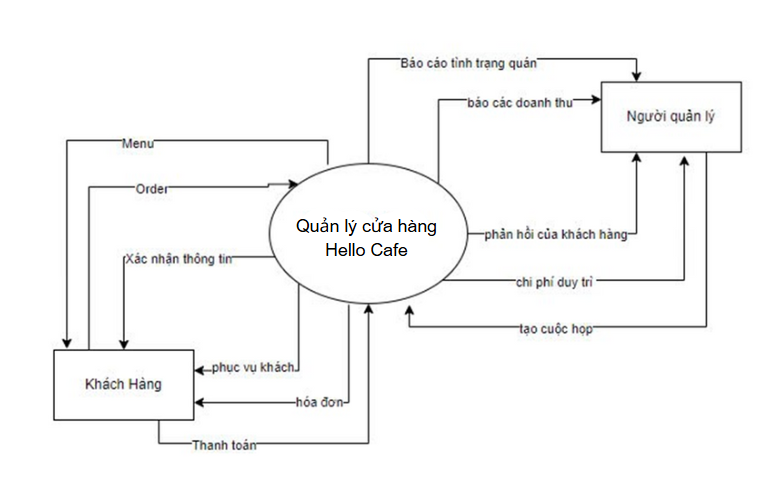 Báo cáo tình trạng quán
báo các doanh thu
Người quản lý
Menu
Order
Quản lý cửa hàng
Hello Cafe
phản hồi của khách hàng
Xác nhận thông tin
chi phí duy trì
tạo cuộc họp
phục vụ khách
Khách Hàng
hóa đơn
Thanh toán